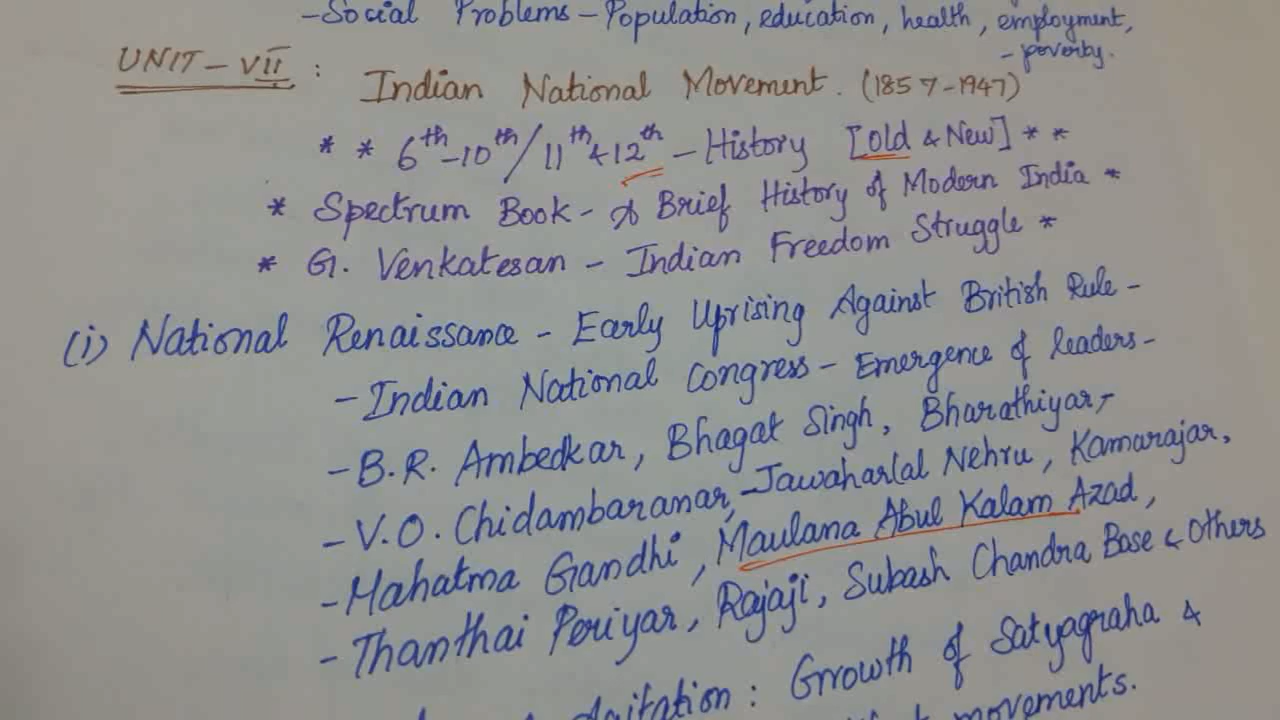 - Social Problems - Population, education, health, employment,
- poverty.
UNIT - VII : Indian National Movement. (1857-1947)
* * 6th-10th/11th+12th - History [old & New] * *
* Spectrum Book - A Brief History of Modern India *
* G. Venkatesan - Indian Freedom Struggle *
(i) National Renaissance - Early Uprising Against British Rule -
- Indian National Congress - Emergence of leaders -
- B.R. Ambedkar, Bhagat Singh, Bharathiyar,
- V.O. Chidambaranar, Jawaharlal Nehru, Kamarajar,
- Mahatma Gandhi, Maulana Abul Kalam Azad,
- Thanthai Periyar, Rajaji, Subash Chandra Bose & Others
Agitation : Growth of Satyagraha &
movements.